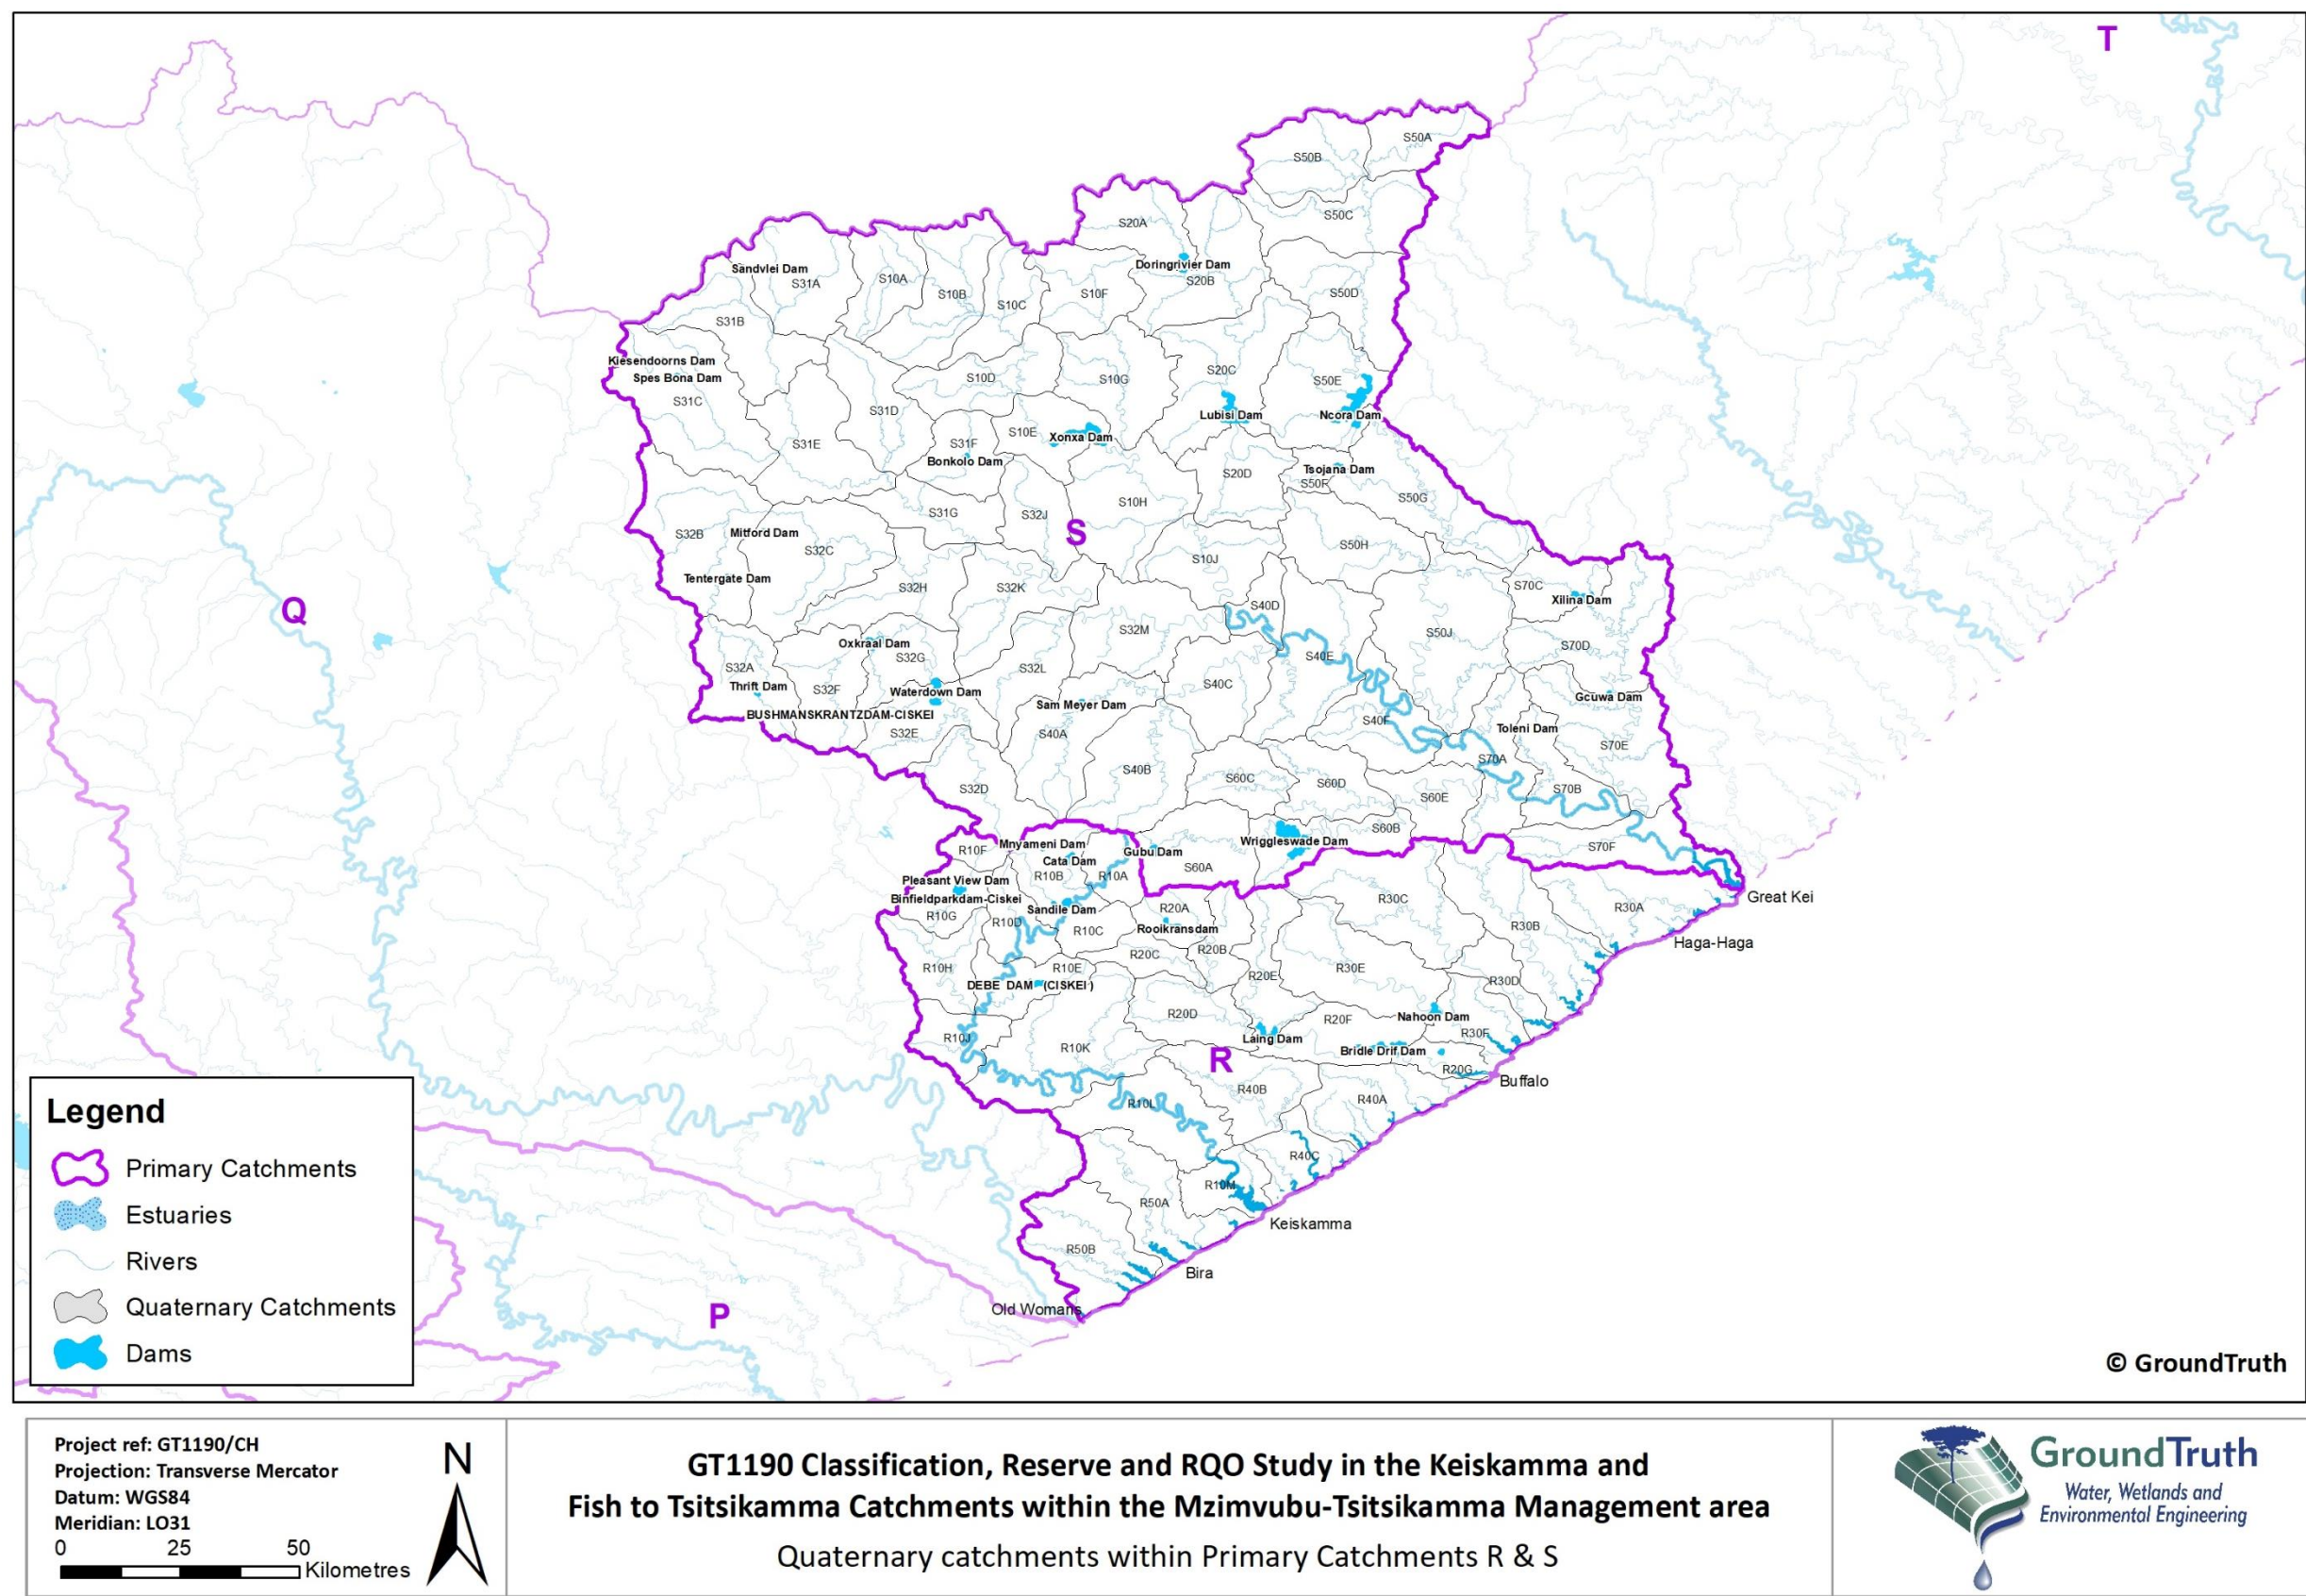 T
S50A
S50B
S50C
S20A
Doringrivier Dam
S20B
Sandvlei Dam
S31A
S10A
S10B
S10C
S10F
S50D
S31B
Kiesendoorns Dam
Spes Bona Dam
S31C
S10D
S10G
S20C
S50E
S31D
Lubisi Dam
Ncora Dam
S31E
S31F
S10E
Xonxa Dam
Bonkolo Dam
S20D
Tsojana Dam
S50F
S50G
S31G
S32J
S10H
S
S32B
Mitford Dam
S32C
S50H
S10J
Tentergate Dam
S32H
S32K
S70C
Xilina Dam
Q
S40D
S32M
S50J
S70D
Oxkraal Dam
S32G
S40E
S32A
Thrift Dam
S32F
Waterdown Dam
S32L
S40C
Gcuwa Dam
Sam Meyer Dam
BUSHMANSKRANTZDAM-CISKEI
S32E
S40A
S40F
Toleni Dam
S70E
S70A
S40B
S60C
S60D
S60E
S70B
S32D
S60B
Mnyameni Dam
Wriggleswade Dam
R10F
Cata Dam
Gubu Dam
S70F
R10B
R10A
S60A
Pleasant View Dam
Binfieldparkdam-Ciskei
Great Kei
R30C
Sandile Dam
R20A
R30A
R10G
R10D
R10C
Rooikransdam
R30B
Haga-Haga
R20C
R20B
R10H
R10E
R20E
R30E
R30D
DEBE DAM (CISKEI)
R20D
R20F
Nahoon Dam
R10J
Laing Dam
R30F
R10K
R
Bridle Drif Dam
R20G
Buffalo
R40B
R40A
R10L
R40C
R10M
R50A
Keiskamma
R50B
Bira
Old Womans
P
Legend
Primary Catchments
Estuaries
Rivers
Quaternary Catchments
Dams
© GroundTruth
Project ref: GT1190/CH
Projection: Transverse Mercator
Datum: WGS84
Meridian: LO31
0 25 50
Kilometres
N
GT1190 Classification, Reserve and RQO Study in the Keiskamma and
Fish to Tsitsikamma Catchments within the Mzimvubu-Tsitsikamma Management area
Quaternary catchments within Primary Catchments R & S
GroundTruth
Water, Wetlands and
Environmental Engineering